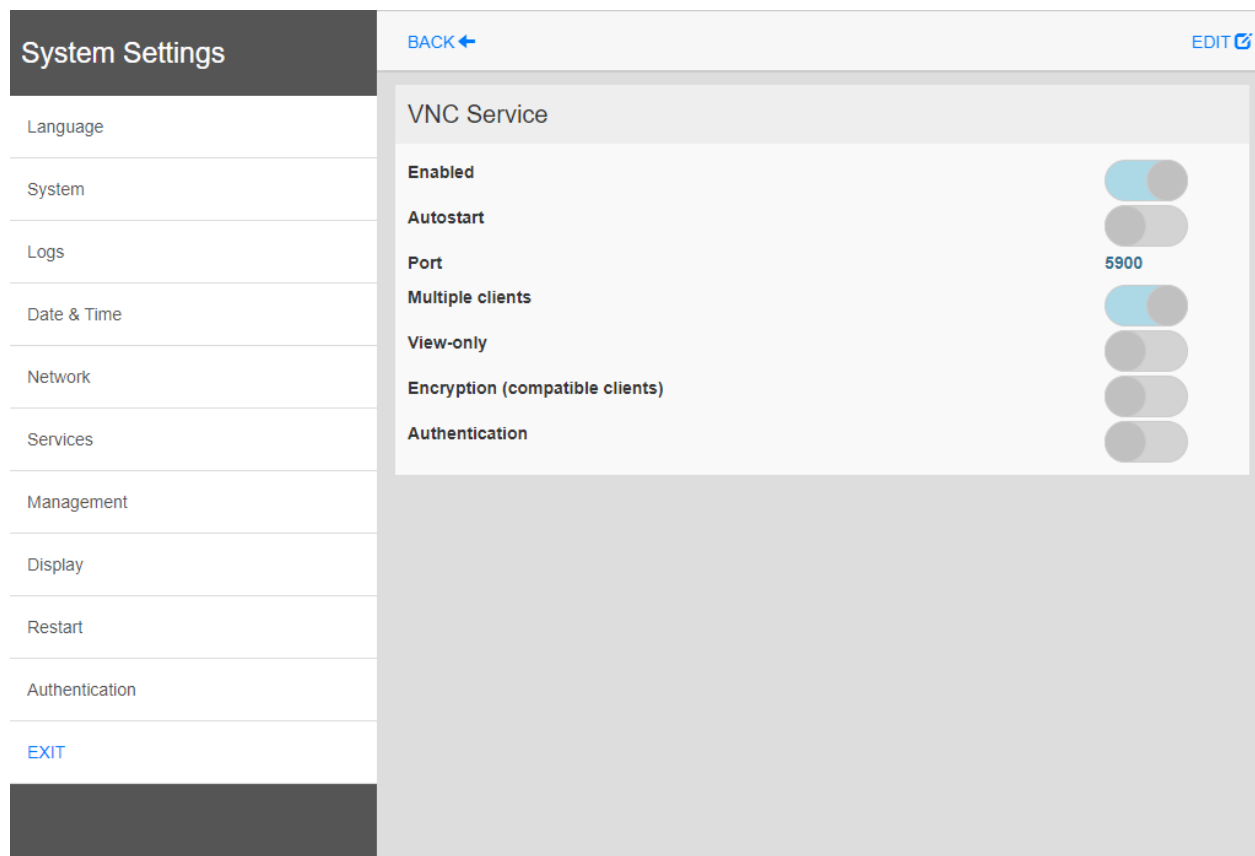 System Settings
Language
System
Logs
Date & Time
Network
Services
Management
Display
Restart
Authentication
EXIT
BACK
EDIT
VNC Service
Enabled
Autostart
Port 5900
Multiple clients
View-only
Encryption (compatible clients)
Authentication